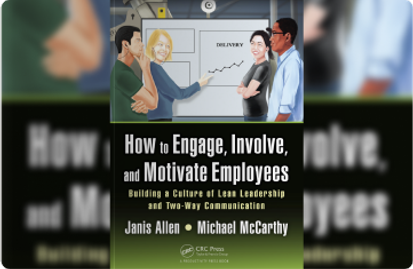 DELIVERY
How to Engage, Involve,
and Motivate Employees
Building a Culture of Lean Leadership
and Two-Way Communication
Janis Allen • Michael McCarthy
CRC Press